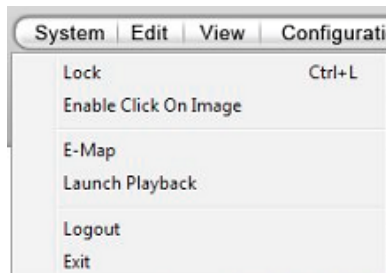 System Edit View Configurati
Lock Ctrl+L
Enable Click On Image
E-Map
Launch Playback
Logout
Exit